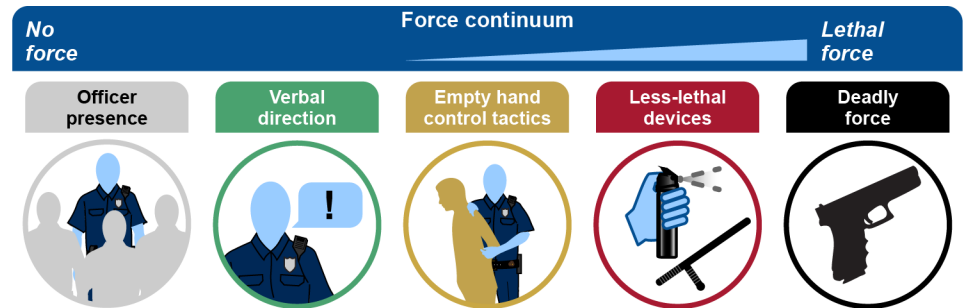 Force continuum
No
force
Lethal
force
Officer
presence
Verbal
direction
Empty hand
control tactics
Less-lethal
devices
Deadly
force
!